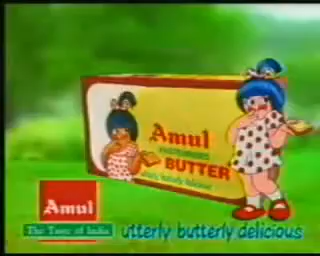 Amul
PASTEURISED
BUTTER
utterly butterly delicious
Amul
The Taste of India
utterly butterly delicious